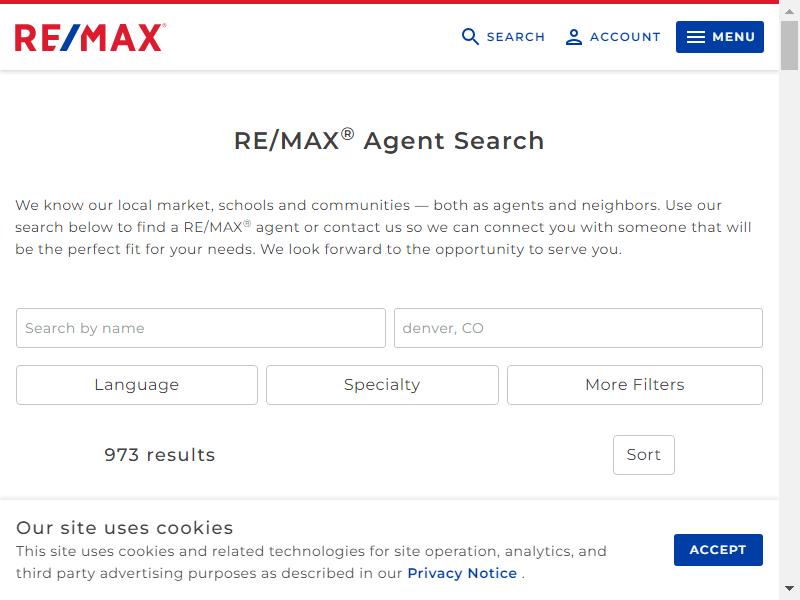 RE/MAX®
SEARCH
ACCOUNT
MENU
RE/MAX® Agent Search
We know our local market, schools and communities — both as agents and neighbors. Use our
search below to find a RE/MAX® agent or contact us so we can connect you with someone that will
be the perfect fit for your needs. We look forward to the opportunity to serve you.
Search by name
denver, CO
Language
Specialty
More Filters
973 results
Sort
Our site uses cookies
This site uses cookies and related technologies for site operation, analytics, and
third party advertising purposes as described in our Privacy Notice .
ACCEPT